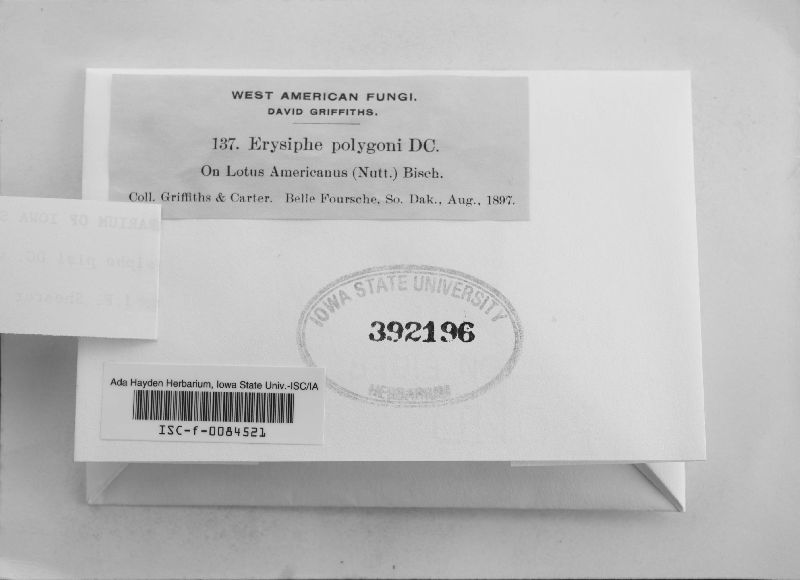 WEST AMERICAN FUNGI.
DAVID GRIFFITHS.
137. Erysiphe polygoni DC.
On Lotus Americanus (Nutt.) Bisch.
Coll. Griffiths & Carter. Belle Foursche, So. Dak., Aug., 1897.
IOWA STATE UNIVERSITY
392196
HERBARIUM
Ada Hayden Herbarium, Iowa State Univ.-ISC/IA
ISC-f-0084521